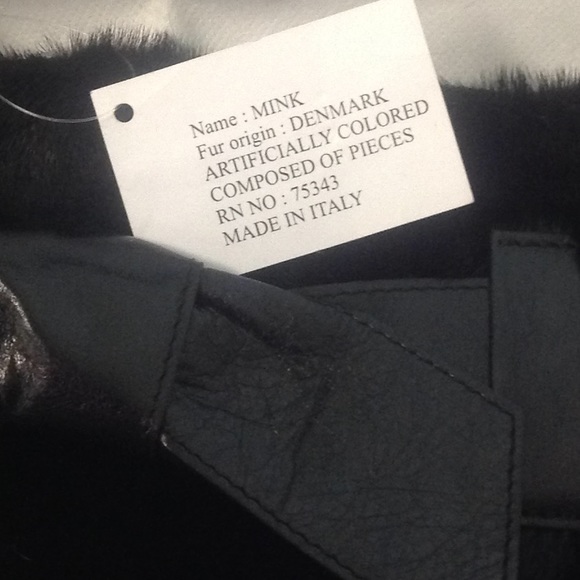 Name : MINK
Fur origin : DENMARK
ARTIFICIALLY COLORED
COMPOSED OF PIECES
RN NO : 75343
MADE IN ITALY